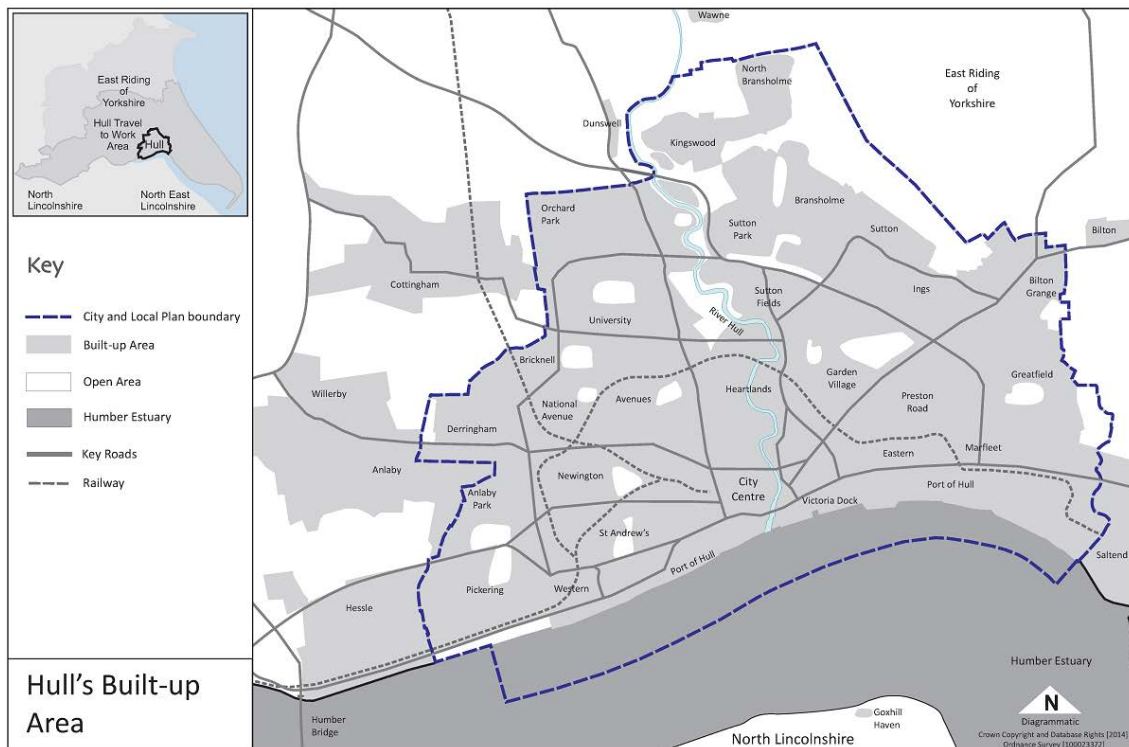 East Riding
of
Yorkshire
Hull Travel
to Work
Area
Hull
North
Lincolnshire
North East
Lincolnshire
Key
City and Local Plan boundary
Built-up Area
Open Area
Humber Estuary
Key Roads
Railway
Hull's Built-up
Area
Wawne
North
Bransholme
East Riding
of
Yorkshire
Dunswell
Kingswood
Orchard
Park
Bransholme
Sutton
Park
Sutton
Bilton
Cottingham
Sutton
Fields
Ings
Bilton
Grange
University
River Hull
Bricknell
Garden
Village
Greatfield
Willerby
National
Avenue
Avenues
Heartlands
Preston
Road
Derringham
Eastern
Marfleet
Anlaby
Newington
City
Centre
Port of Hull
Anlaby
Park
Victoria Dock
St Andrew's
Port of Hull
Saltend
Pickering
Western
Hessle
Humber Estuary
Humber
Bridge
Goxhill
Haven
North Lincolnshire
N
Diagrammatic
Crown Copyright and Database Rights [2014]
Ordnance Survey [100023372]